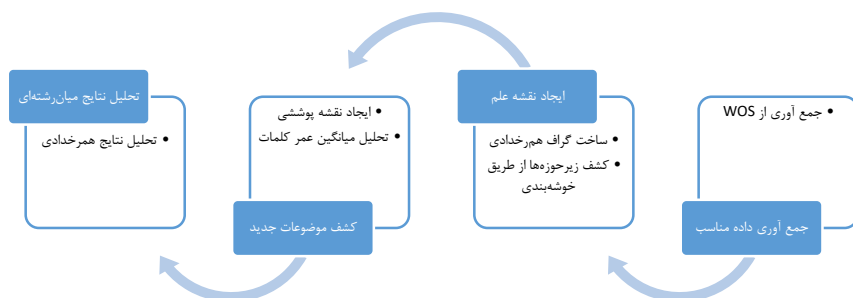 جمع آوری از WOS
جمع آوری داده مناسب
ایجاد نقشه علم
ساخت گراف هم‌رخدادی
کشف زیرحوزه‌ها از طریق
خوشه‌بندی
ایجاد نقشه پوششی
تحلیل میانگین عمر کلمات
کشف موضوعات جدید
تحلیل نتایج میان‌رشته‌ای
تحلیل نتایج همرخدادی